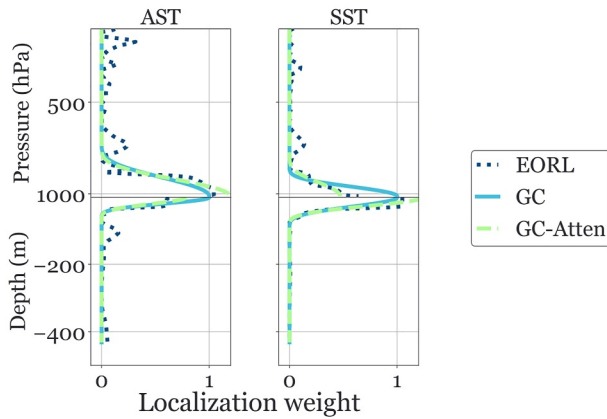 AST
SST
Pressure (hPa)
500
1000
Depth (m)
−200
−400
0
1
0
1
Localization weight
EORL
GC
GC-Atten